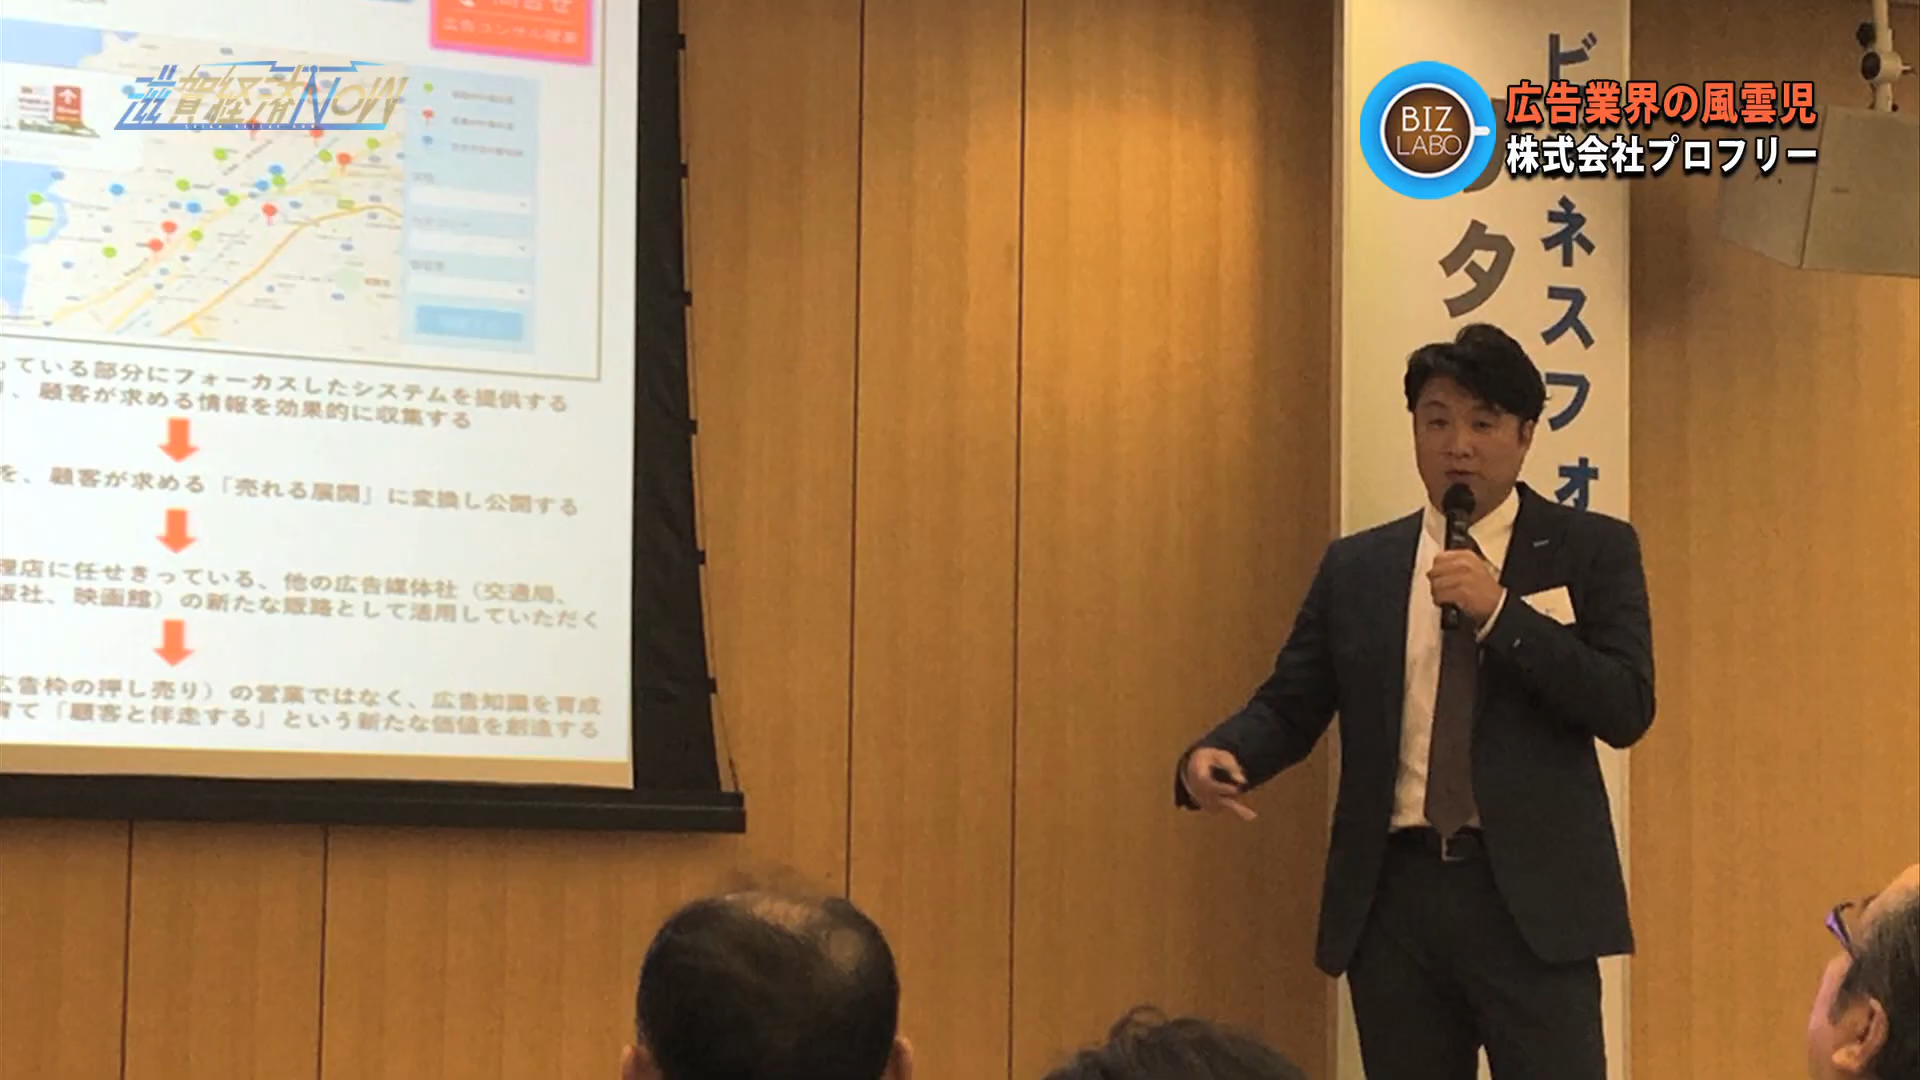 滋賀経済NOW
BIZ
LABO
広告業界の風雲児
株式会社プロフリー
広告コンサル提案
っている部分にフォーカスしたシステムを提供する
、顧客が求める情報を効果的に収集する
を、顧客が求める「売れる展開」に変換し公開する
理店に任せきっている、他の広告媒体社（交通局、
版社、映画館）の新たな販路として活用していただく
広告枠の押し売り）の営業ではなく、広告知識を育成
育て「顧客と伴走する」という新たな価値を創造する
ビ
ネスフォ
タ